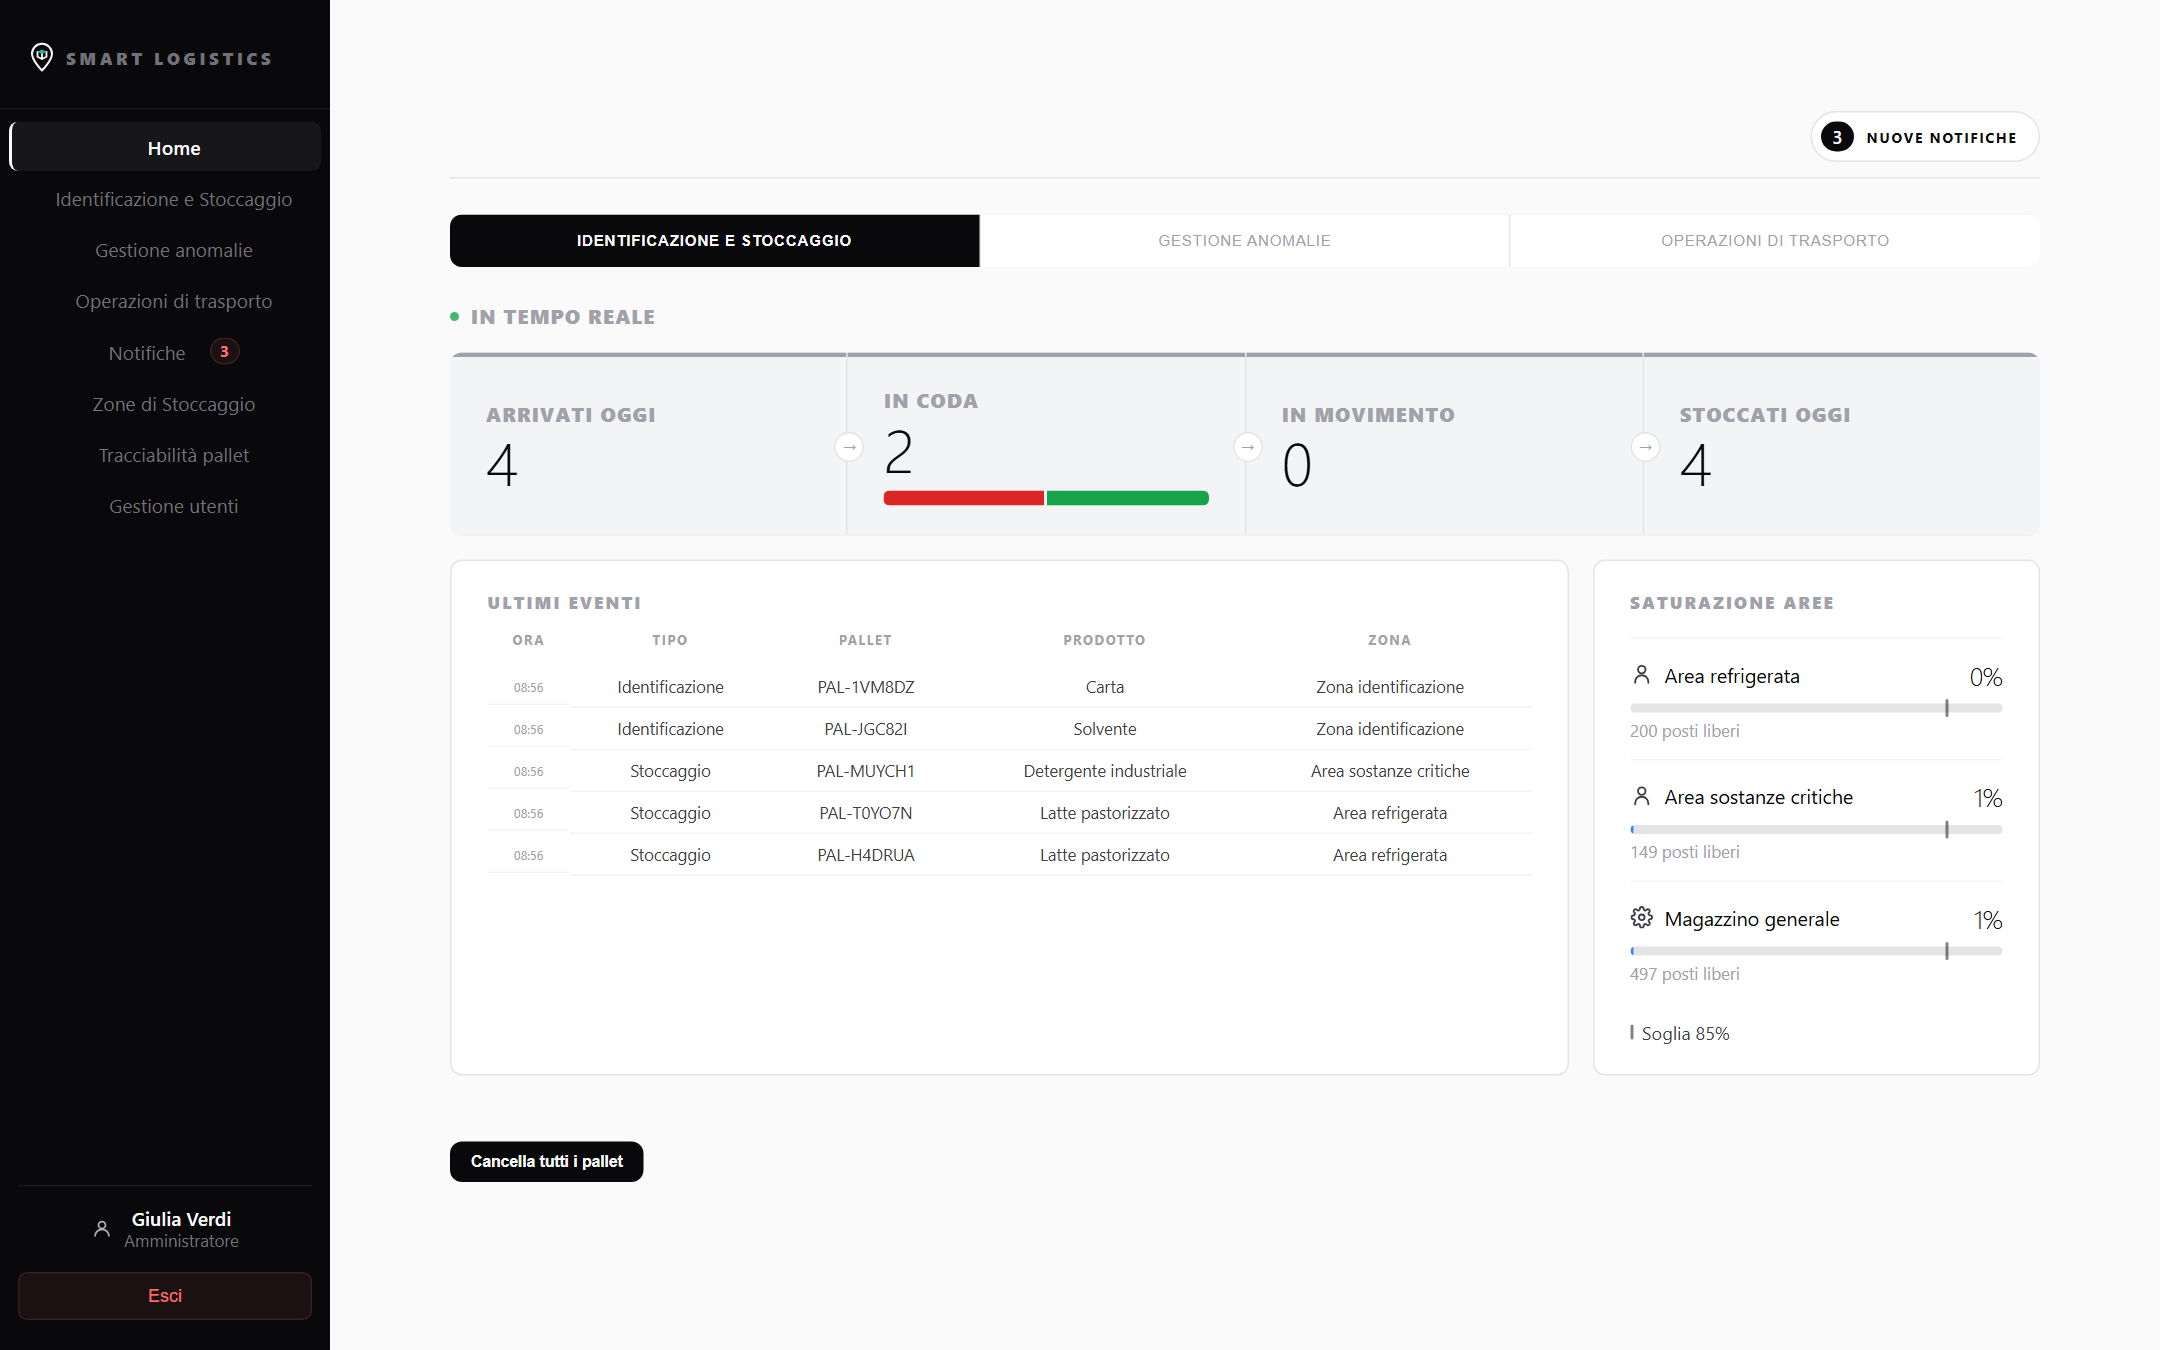 SMART LOGISTICS
Home
Identificazione e Stoccaggio
Gestione anomalie
Operazioni di trasporto
Notifiche 3
Zone di Stoccaggio
Tracciabilità pallet
Gestione utenti
Giulia Verdi
Amministratore
Esci
3 NUOVE NOTIFICHE
IDENTIFICAZIONE E STOCCAGGIO GESTIONE ANOMALIE OPERAZIONI DI TRASPORTO
IN TEMPO REALE
ARRIVATI OGGI
4
→
IN CODA
2
→
IN MOVIMENTO
0
→
STOCCATI OGGI
4
ULTIMI EVENTI
ORA TIPO PALLET PRODOTTO ZONA
08:56 Identificazione PAL-1VM8DZ Carta Zona identificazione
08:56 Identificazione PAL-JGC82I Solvente Zona identificazione
08:56 Stoccaggio PAL-MUYCH1 Detergente industriale Area sostanze critiche
08:56 Stoccaggio PAL-T0YO7N Latte pastorizzato Area refrigerata
08:56 Stoccaggio PAL-H4DRUA Latte pastorizzato Area refrigerata
SATURAZIONE AREE
Area refrigerata 0%
200 posti liberi
Area sostanze critiche 1%
149 posti liberi
Magazzino generale 1%
497 posti liberi
Soglia 85%
Cancella tutti i pallet